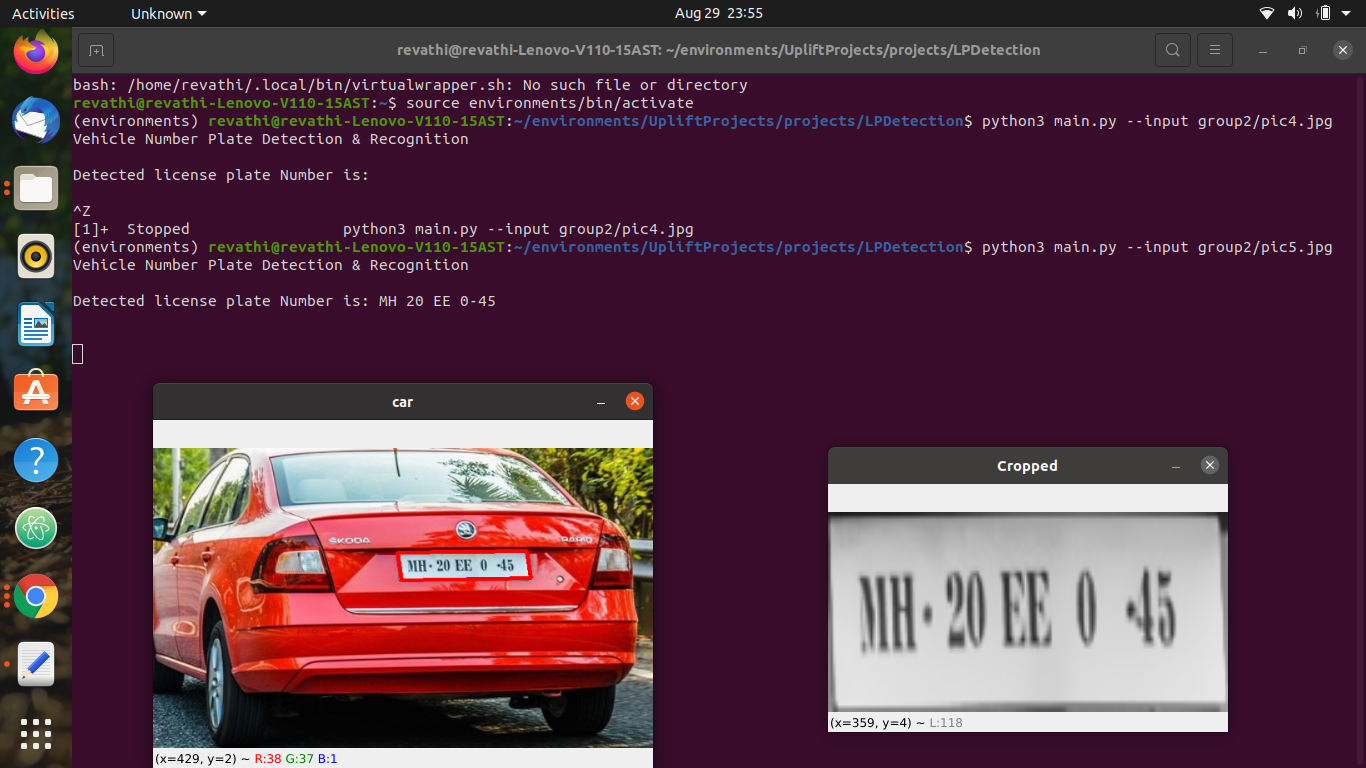 Activities
Unknown
Aug 29 23:55
revathi@revathi-Lenovo-V110-15AST: ~/environments/UpliftProjects/projects/LPDetection
bash: /home/revathi/.local/bin/virtualwrapper.sh: No such file or directory
revathi@revathi-Lenovo-V110-15AST:~$ source environments/bin/activate
(environments) revathi@revathi-Lenovo-V110-15AST:~/environments/UpliftProjects/projects/LPDetection$ python3 main.py --input group2/pic4.jpg
Vehicle Number Plate Detection & Recognition
Detected license plate Number is:
^Z
[1]+  Stopped                 python3 main.py --input group2/pic4.jpg
(environments) revathi@revathi-Lenovo-V110-15AST:~/environments/UpliftProjects/projects/LPDetection$ python3 main.py --input group2/pic5.jpg
Vehicle Number Plate Detection & Recognition
Detected license plate Number is: MH 20 EE 0-45
car
ŠKODA
RAPID
MH· 20 EE 0 ·45
(x=429, y=2) ~ R:38 G:37 B:1
Cropped
MH· 20 EE 0 ·45
(x=359, y=4) ~ L:118